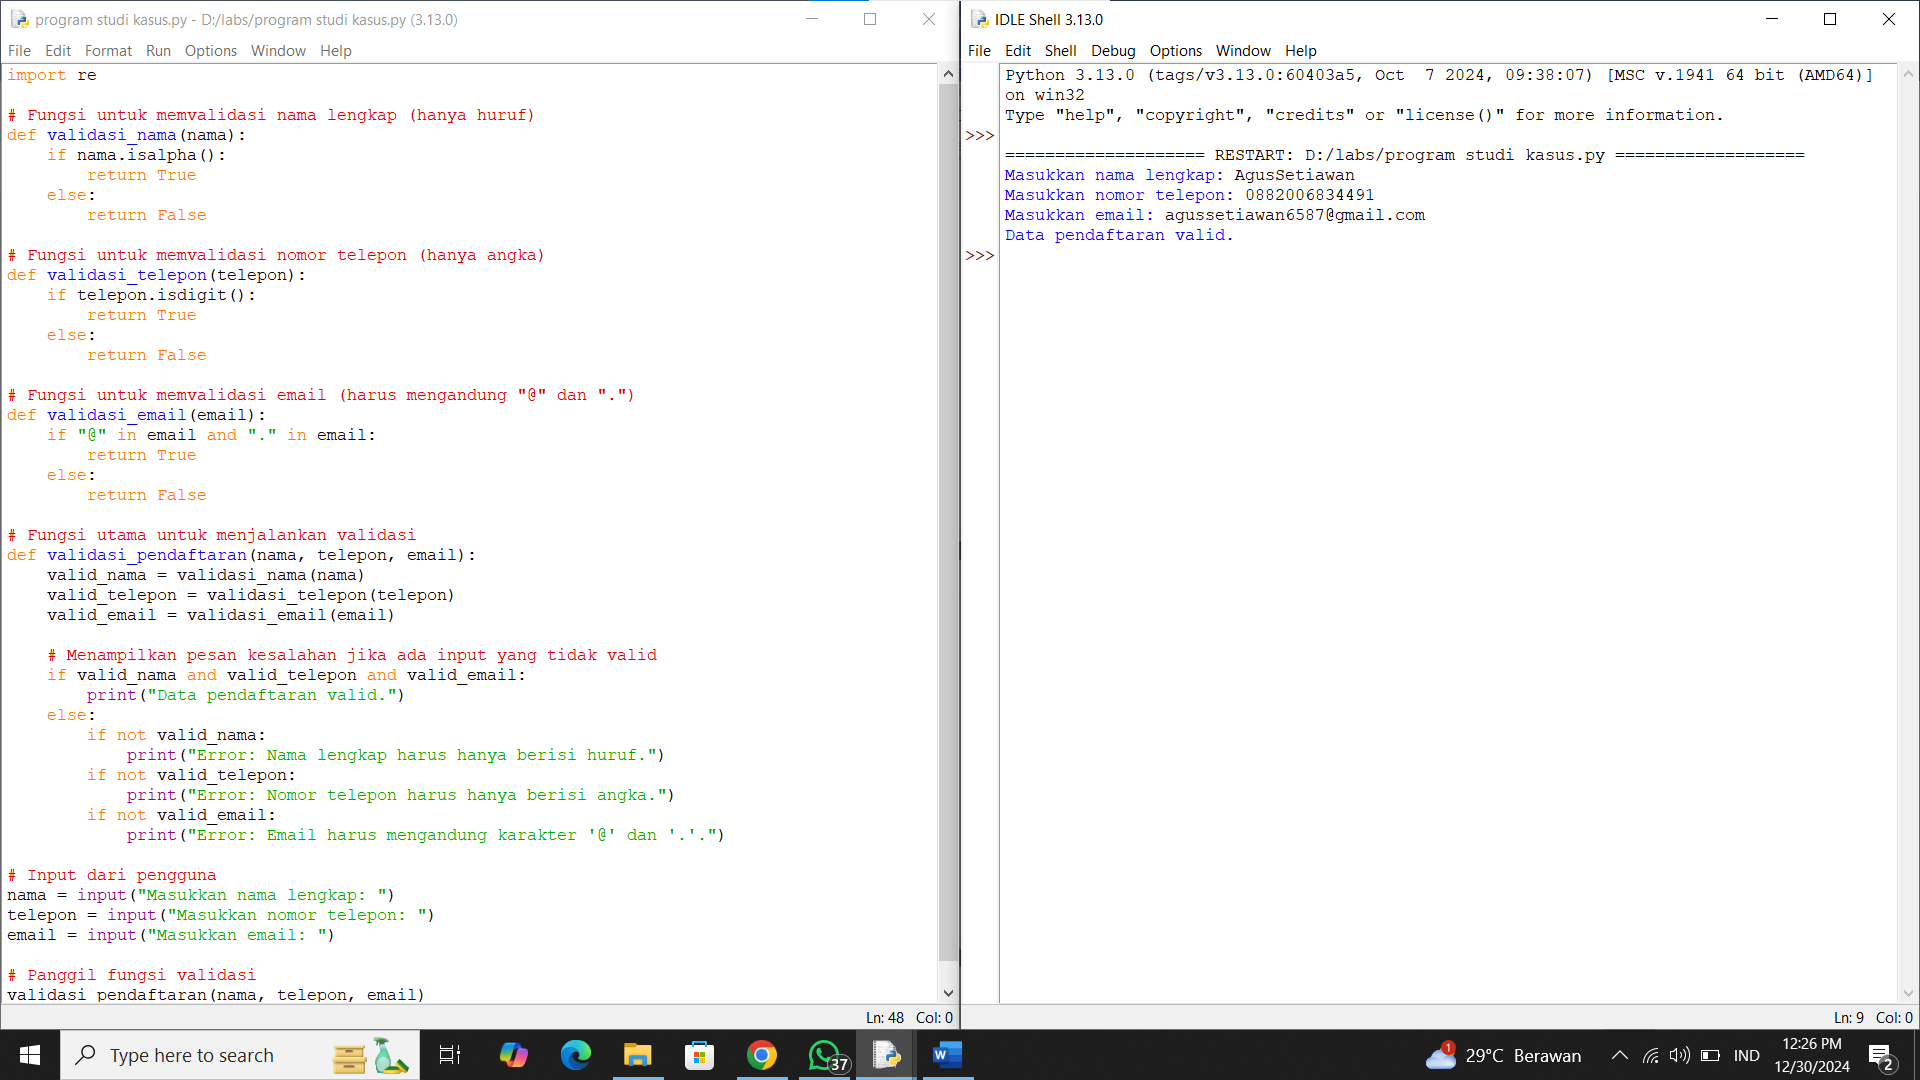 program studi kasus.py - D:/labs/program studi kasus.py (3.13.0)
File Edit Format Run Options Window Help
import re

# Fungsi untuk memvalidasi nama lengkap (hanya huruf)
def validasi_nama(nama):
    if nama.isalpha():
        return True
    else:
        return False

# Fungsi untuk memvalidasi nomor telepon (hanya angka)
def validasi_telepon(telepon):
    if telepon.isdigit():
        return True
    else:
        return False

# Fungsi untuk memvalidasi email (harus mengandung "@" dan ".")
def validasi_email(email):
    if "@" in email and "." in email:
        return True
    else:
        return False

# Fungsi utama untuk menjalankan validasi
def validasi_pendaftaran(nama, telepon, email):
    valid_nama = validasi_nama(nama)
    valid_telepon = validasi_telepon(telepon)
    valid_email = validasi_email(email)

    # Menampilkan pesan kesalahan jika ada input yang tidak valid
    if valid_nama and valid_telepon and valid_email:
        print("Data pendaftaran valid.")
    else:
        if not valid_nama:
            print("Error: Nama lengkap harus hanya berisi huruf.")
        if not valid_telepon:
            print("Error: Nomor telepon harus hanya berisi angka.")
        if not valid_email:
            print("Error: Email harus mengandung karakter '@' dan '.'.")

# Input dari pengguna
nama = input("Masukkan nama lengkap: ")
telepon = input("Masukkan nomor telepon: ")
email = input("Masukkan email: ")

# Panggil fungsi validasi
validasi_pendaftaran(nama, telepon, email)
Ln: 48 Col: 0
IDLE Shell 3.13.0
File Edit Shell Debug Options Window Help
Python 3.13.0 (tags/v3.13.0:60403a5, Oct  7 2024, 09:38:07) [MSC v.1941 64 bit (AMD64)]
on win32
Type "help", "copyright", "credits" or "license()" for more information.
>>>
==================== RESTART: D:/labs/program studi kasus.py ===================
Masukkan nama lengkap: AgusSetiawan
Masukkan nomor telepon: 0882006834491
Masukkan email: agussetiawan6587@gmail.com
Data pendaftaran valid.
>>>
Ln: 9 Col: 0
Type here to search
37
W
1
29°C Berawan
IND
12:26 PM
12/30/2024
2